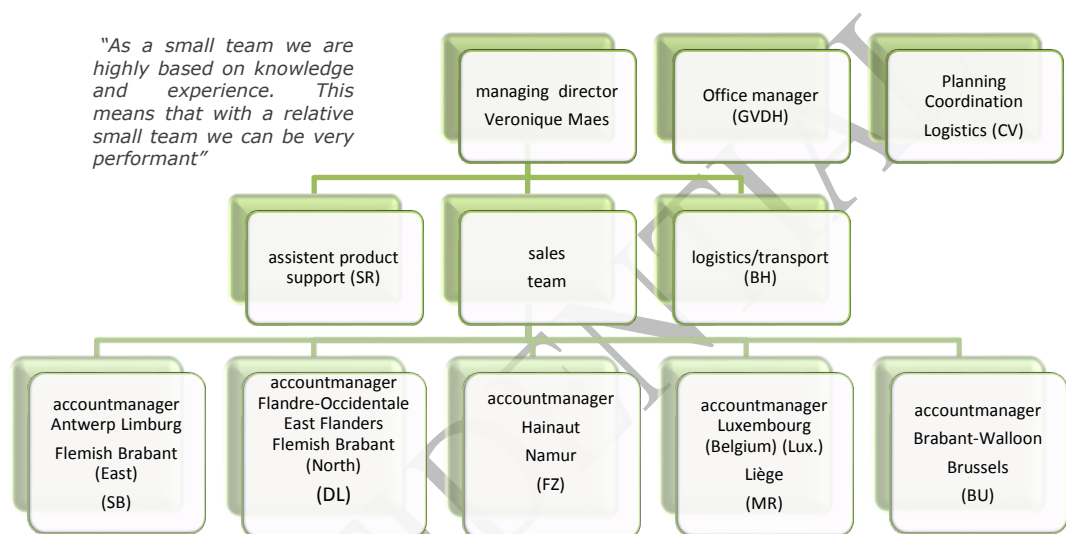 “As a small team we are
highly based on knowledge
and experience. This
means that with a relative
small team we can be very
performant”
managing director
Veronique Maes
Office manager
(GVDH)
Planning
Coordination
Logistics (CV)
assistent product
support (SR)
sales
team
logistics/transport
(BH)
accountmanager
Antwerp Limburg
Flemish Brabant
(East)
(SB)
accountmanager
Flandre-Occidentale
East Flanders
Flemish Brabant
(North)
(DL)
accountmanager
Hainaut
Namur
(FZ)
accountmanager
Luxembourg
(Belgium) (Lux.)
Liège
(MR)
accountmanager
Brabant-Walloon
Brussels
(BU)